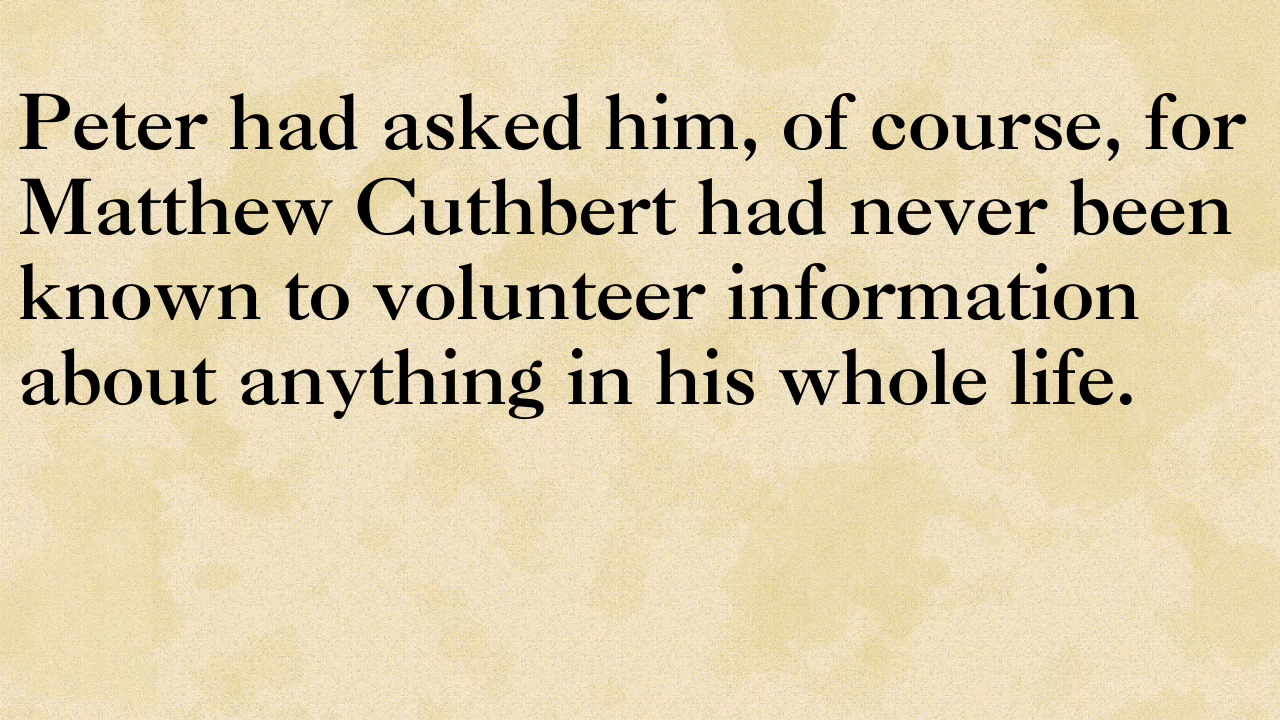 Peter had asked him, of course, for
Matthew Cuthbert had never been
known to volunteer information
about anything in his whole life.